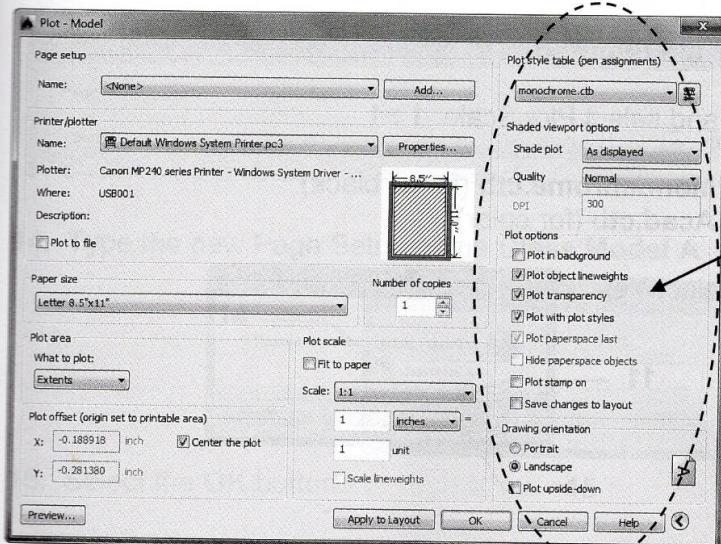 Plot - Model
Page setup
Name: <None> Add...
Printer/plotter
Name: Default Windows System Printer.pc3 Properties...
Plotter: Canon MP240 series Printer - Windows System Driver - ...
Where: USB001
Description:
Plot to file
8.5"
11.0"
Paper size
Letter 8.5"x11"
Number of copies
1
Plot area
What to plot:
Extents
Plot scale
Fit to paper
Scale: 1:1
1 inches =
1 unit
Scale lineweights
Plot offset (origin set to printable area)
X: -0.188918 inch Center the plot
Y: -0.281380 inch
Plot style table (pen assignments)
monochrome.ctb
Shaded viewport options
Shade plot As displayed
Quality Normal
DPI 300
Plot options
Plot in background
Plot object lineweights
Plot transparency
Plot with plot styles
Plot paperspace last
Hide paperspace objects
Plot stamp on
Save changes to layout
Drawing orientation
Portrait
Landscape
Plot upside-down
A
Preview... Apply to Layout OK Cancel Help